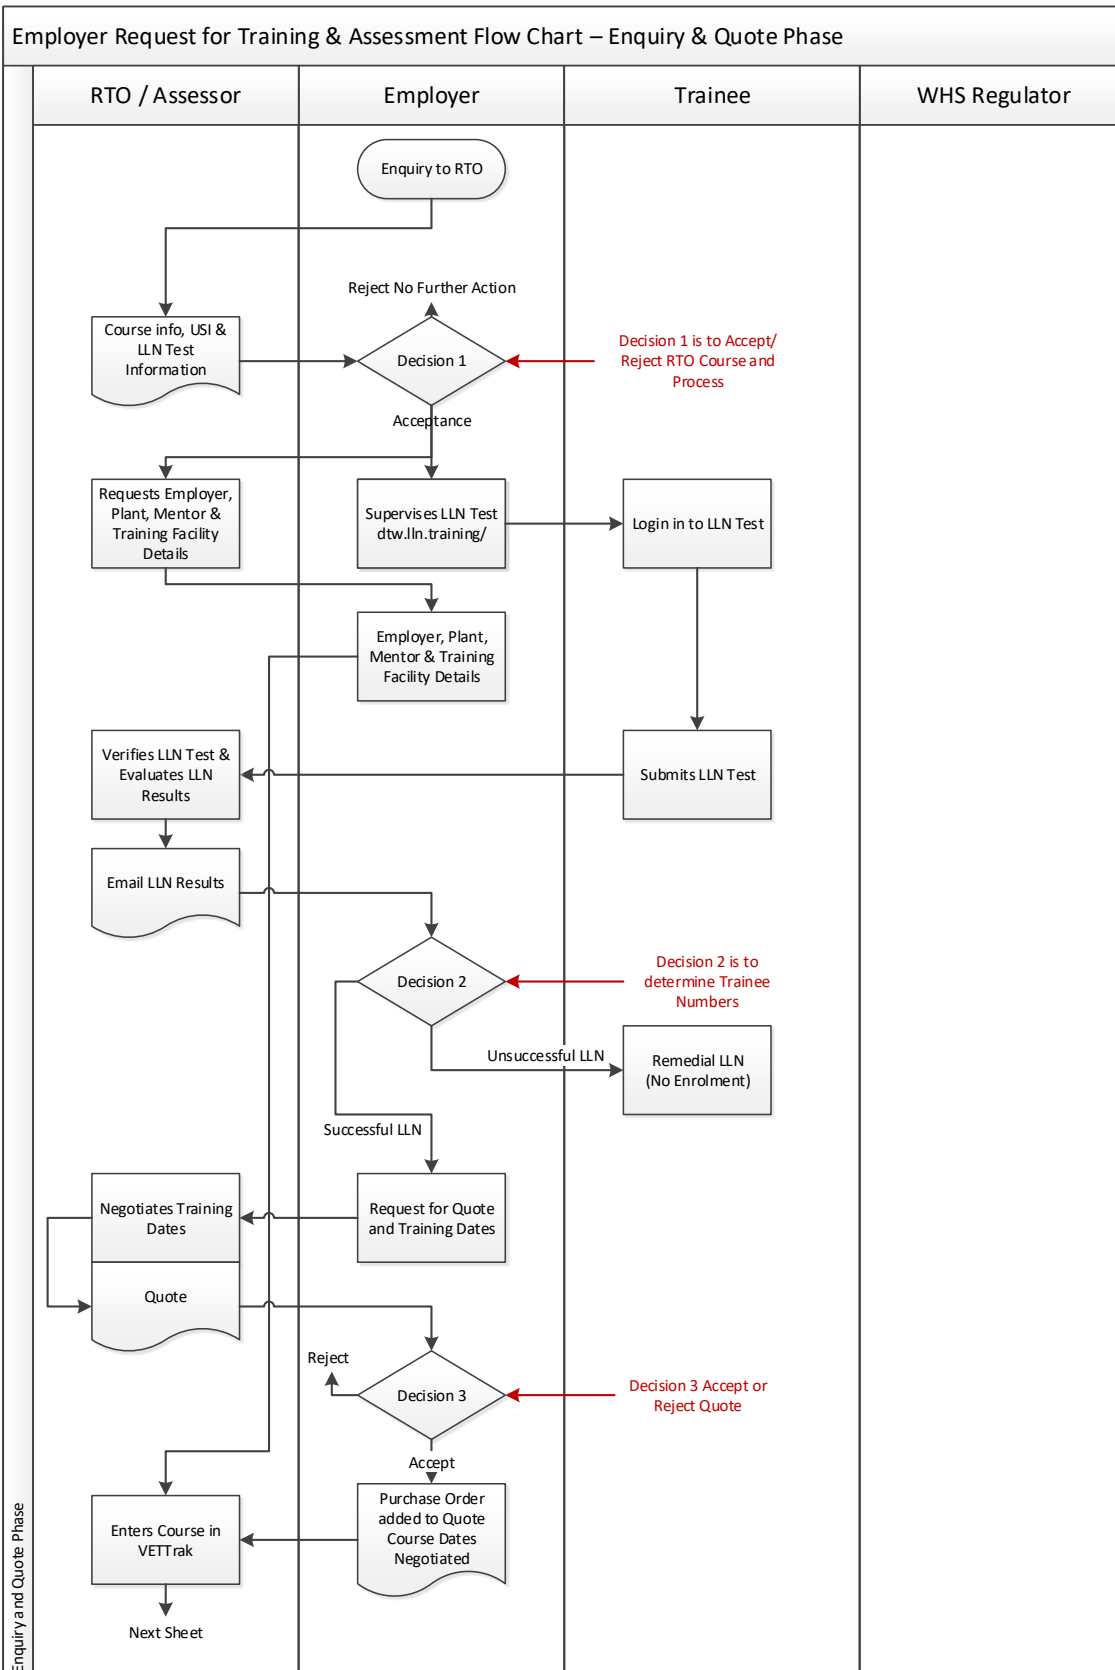 Employer Request for Training & Assessment Flow Chart – Enquiry & Quote Phase
RTO / Assessor
Employer
Trainee
WHS Regulator
Enquiry to RTO
Reject No Further Action
Course info, USI &
LLN Test
Information
Decision 1
Decision 1 is to Accept/
Reject RTO Course and
Process
Acceptance
Requests Employer,
Plant, Mentor &
Training Facility
Details
Supervises LLN Test
dtw.lln.training/
Login in to LLN Test
Employer, Plant,
Mentor & Training
Facility Details
Verifies LLN Test &
Evaluates LLN
Results
Submits LLN Test
Email LLN Results
Decision 2
Decision 2 is to
determine Trainee
Numbers
Unsuccessful LLN
Remedial LLN
(No Enrolment)
Successful LLN
Negotiates Training
Dates
Request for Quote
and Training Dates
Quote
Reject
Decision 3
Decision 3 Accept or
Reject Quote
Accept
Purchase Order
added to Quote
Course Dates
Negotiated
Enters Course in
VETTrak
Next Sheet
Enquiry and Quote Phase